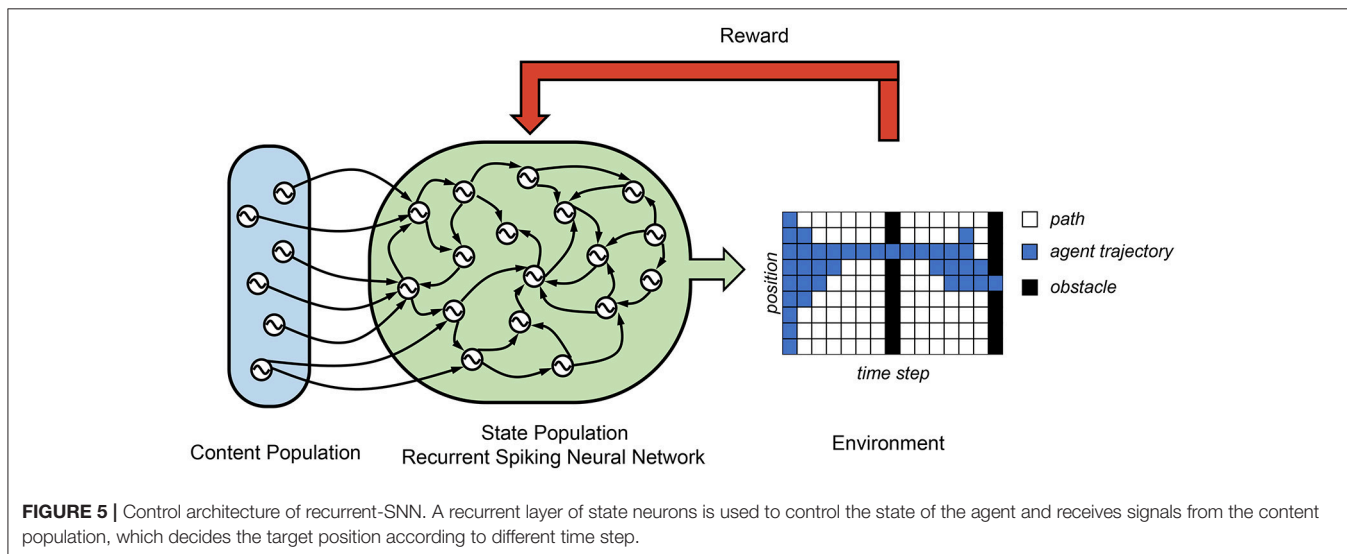 Reward
position
path
agent trajectory
obstacle
time step
Content Population
State Population
Recurrent Spiking Neural Network
Environment
FIGURE 5 | Control architecture of recurrent-SNN. A recurrent layer of state neurons is used to control the state of the agent and receives signals from the content
population, which decides the target position according to different time step.